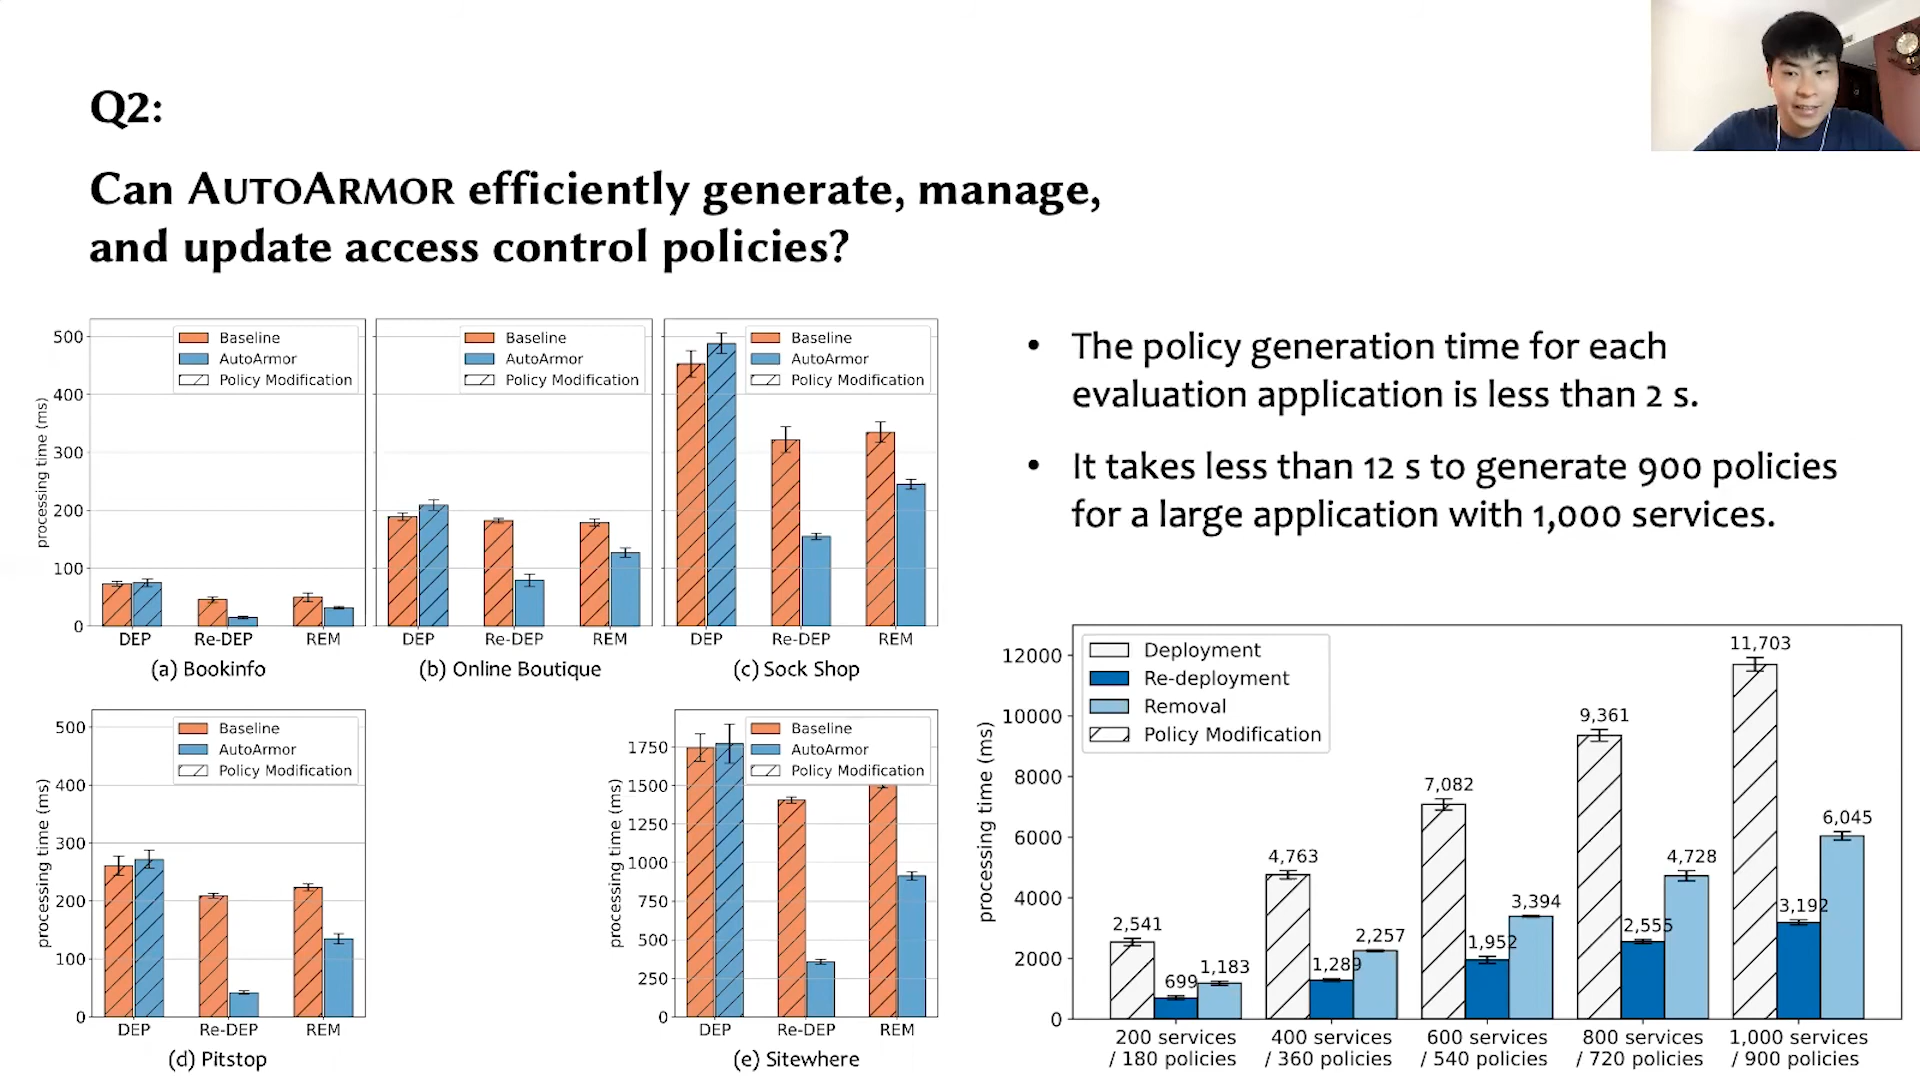 Q2:
Can AUTOARMOR efficiently generate, manage,
and update access control policies?
500
400
300
200
100
0
processing time (ms)
Baseline
AutoArmor
Policy Modification
DEP Re-DEP REM
(a) Bookinfo
Baseline
AutoArmor
Policy Modification
DEP Re-DEP REM
(b) Online Boutique
Baseline
AutoArmor
Policy Modification
DEP Re-DEP REM
(c) Sock Shop
• The policy generation time for each
evaluation application is less than 2 s.
• It takes less than 12 s to generate 900 policies
for a large application with 1,000 services.
500
400
300
200
100
0
processing time (ms)
Baseline
AutoArmor
Policy Modification
DEP Re-DEP REM
(d) Pitstop
1750
1500
1250
1000
750
500
250
0
processing time (ms)
Baseline
AutoArmor
Policy Modification
DEP Re-DEP REM
(e) Sitewhere
12000
10000
8000
6000
4000
2000
0
processing time (ms)
Deployment
Re-deployment
Removal
Policy Modification
2,541 699 1,183
4,763 1,289 2,257
7,082 1,952 3,394
9,361 2,555 4,728
11,703 3,192 6,045
200 services 400 services 600 services 800 services 1,000 services
/ 180 policies / 360 policies / 540 policies / 720 policies / 900 policies